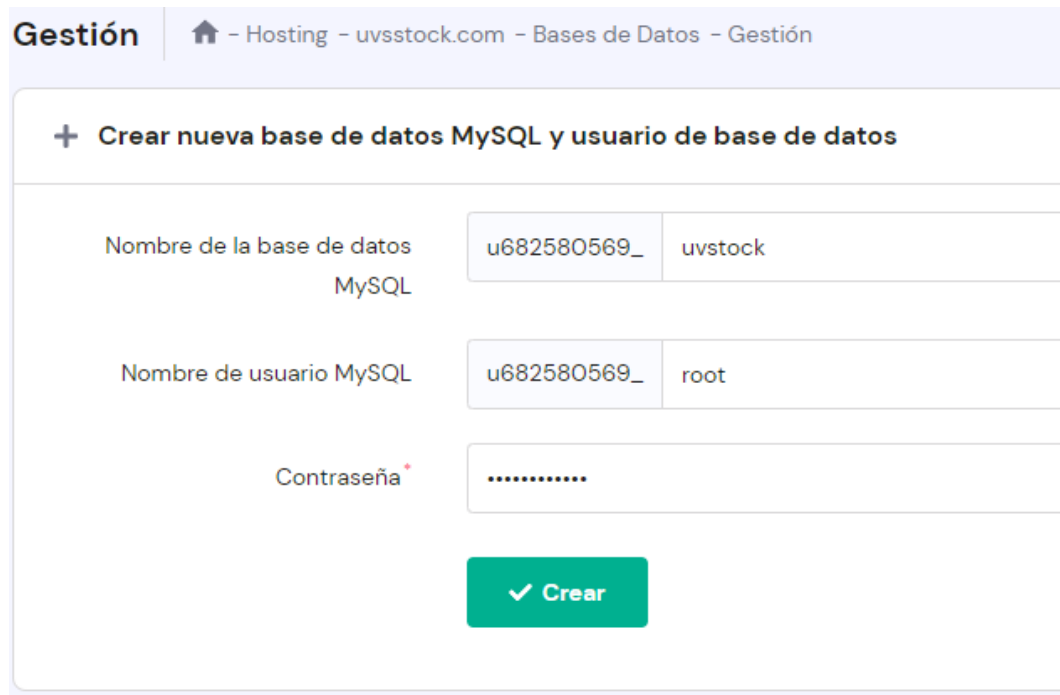 Gestión - Hosting - uvsstock.com - Bases de Datos - Gestión
+ Crear nueva base de datos MySQL y usuario de base de datos
Nombre de la base de datos u682580569_ uvstock
MySQL
Nombre de usuario MySQL u682580569_ root
Contraseña* ••••••••••••
Crear